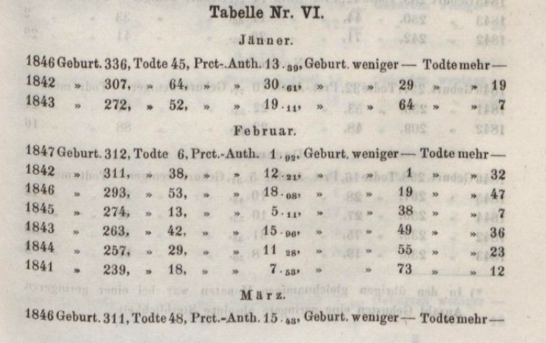 Tabelle Nr. VI.
Jänner.
1846 Geburt. 336, Todte 45, Prct.-Anth. 13.39, Geburt. weniger — Todte mehr —
1842 » 307, » 64, » » 30.61, » » 29 » » 19
1843 » 272, » 52, » » 19.11, » » 64 » » 7
Februar.
1847 Geburt. 312, Todte 6, Prct.-Anth. 1.92, Geburt. weniger — Todte mehr —
1842 » 311, » 38, » » 12.21, » » 1 » » 32
1846 » 293, » 53, » » 18.08, » » 19 » » 47
1845 » 274, » 13, » » 5.11, » » 38 » » 7
1843 » 263, » 42, » » 15.96, » » 49 » » 36
1844 » 257, » 29, » » 11 28, » » 55 » » 23
1841 » 239, » 18, » » 7.53, » » 73 » » 12
März.
1846 Geburt. 311, Todte 48, Prct.-Anth. 15.43, Geburt. weniger — Todte mehr —